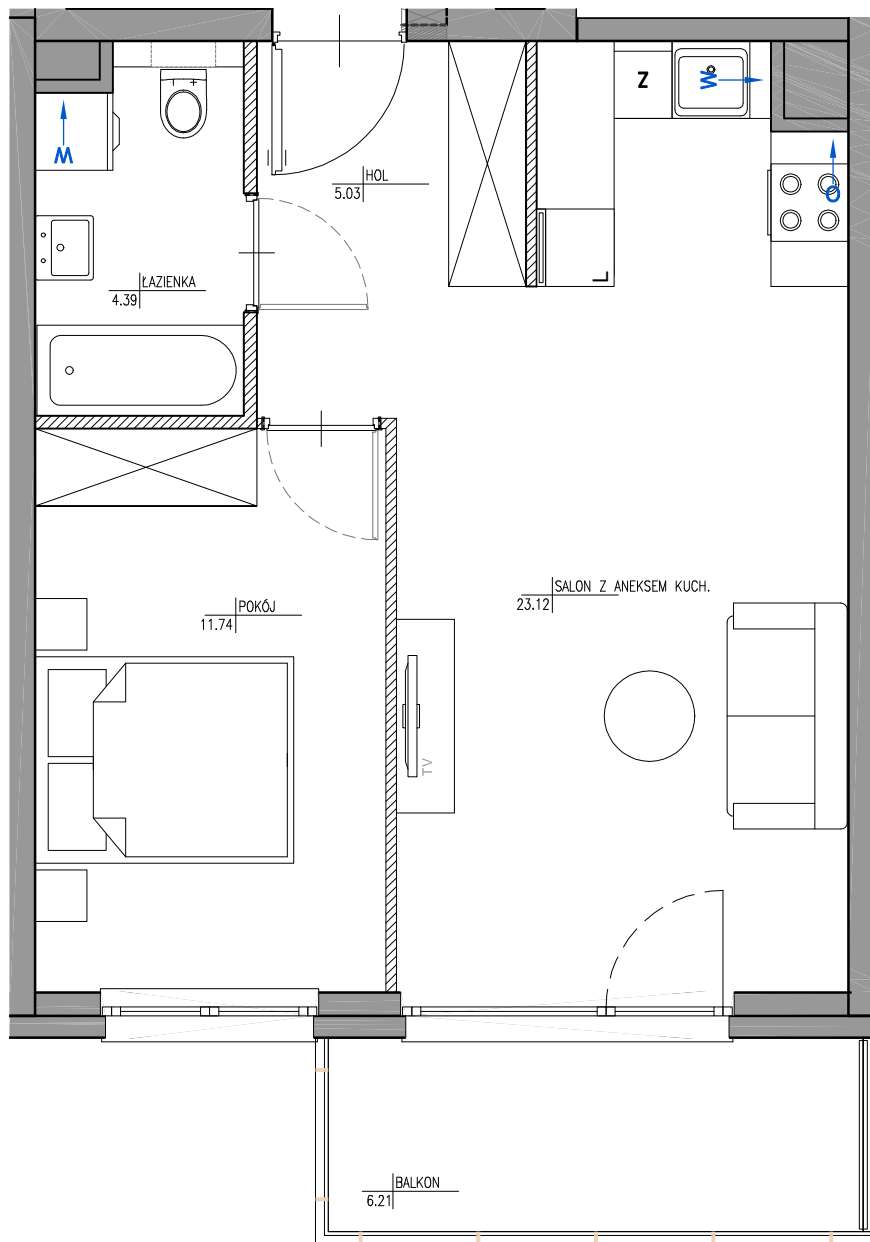 Z
W
W
O
HOL
5.03
ŁAZIENKA
4.39
L
SALON Z ANEKSEM KUCH.
23.12
POKÓJ
11.74
TV
BALKON
6.21